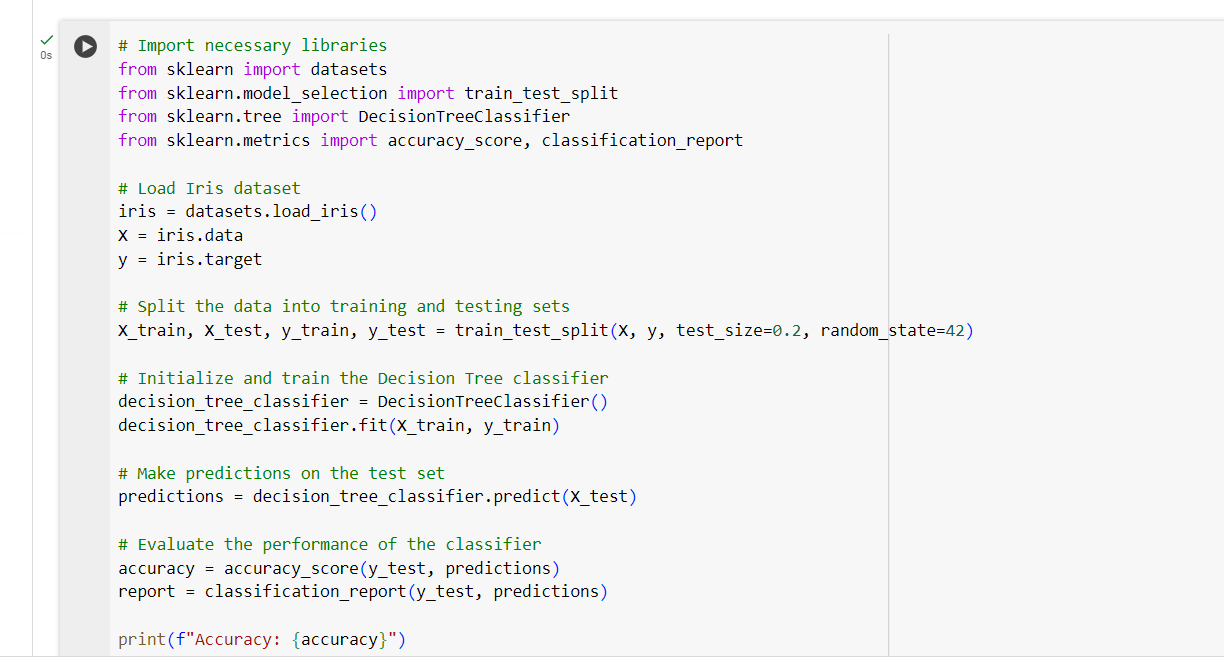 0s
# Import necessary libraries
from sklearn import datasets
from sklearn.model_selection import train_test_split
from sklearn.tree import DecisionTreeClassifier
from sklearn.metrics import accuracy_score, classification_report
# Load Iris dataset
iris = datasets.load_iris()
X = iris.data
y = iris.target
# Split the data into training and testing sets
X_train, X_test, y_train, y_test = train_test_split(X, y, test_size=0.2, random_state=42)
# Initialize and train the Decision Tree classifier
decision_tree_classifier = DecisionTreeClassifier()
decision_tree_classifier.fit(X_train, y_train)
# Make predictions on the test set
predictions = decision_tree_classifier.predict(X_test)
# Evaluate the performance of the classifier
accuracy = accuracy_score(y_test, predictions)
report = classification_report(y_test, predictions)
print(f"Accuracy: {accuracy}")